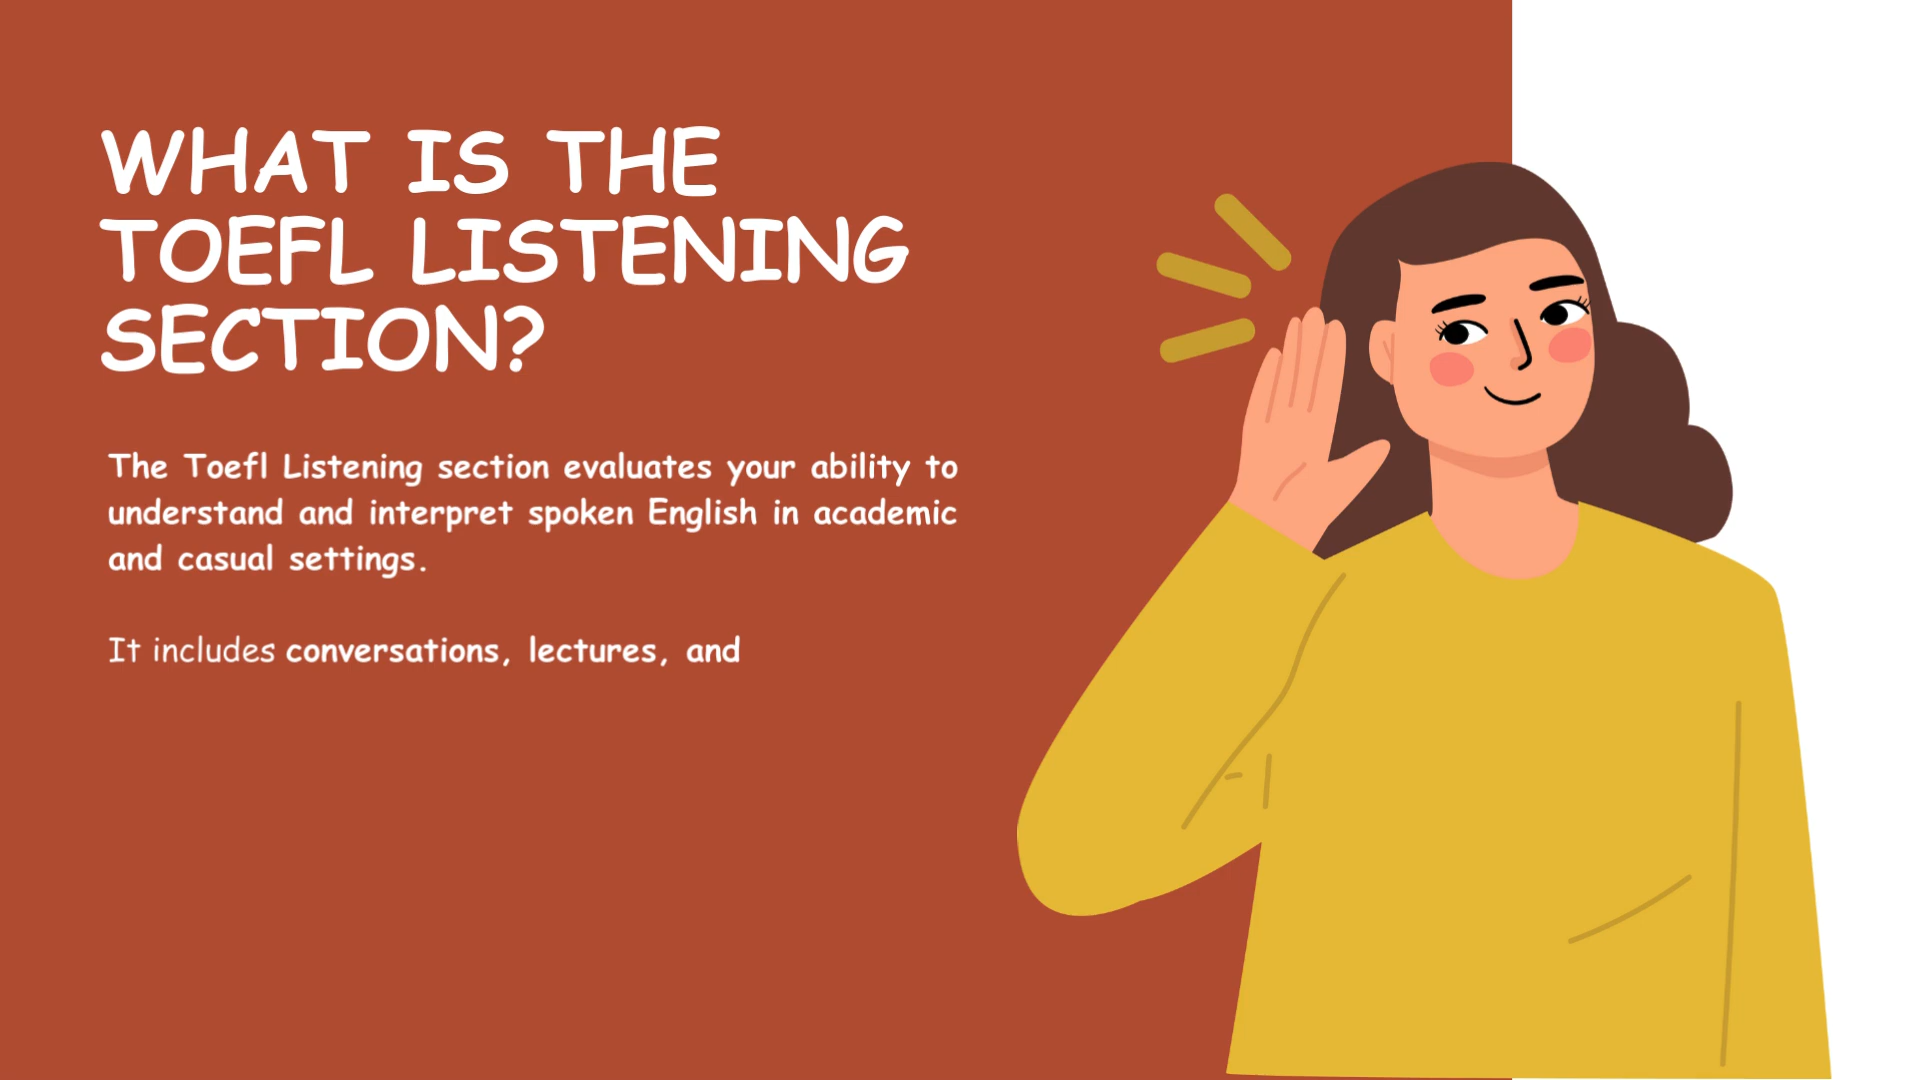 WHAT IS THE
TOEFL LISTENING
SECTION?
The Toefl Listening section evaluates your ability to
understand and interpret spoken English in academic
and casual settings.
It includes conversations, lectures, and